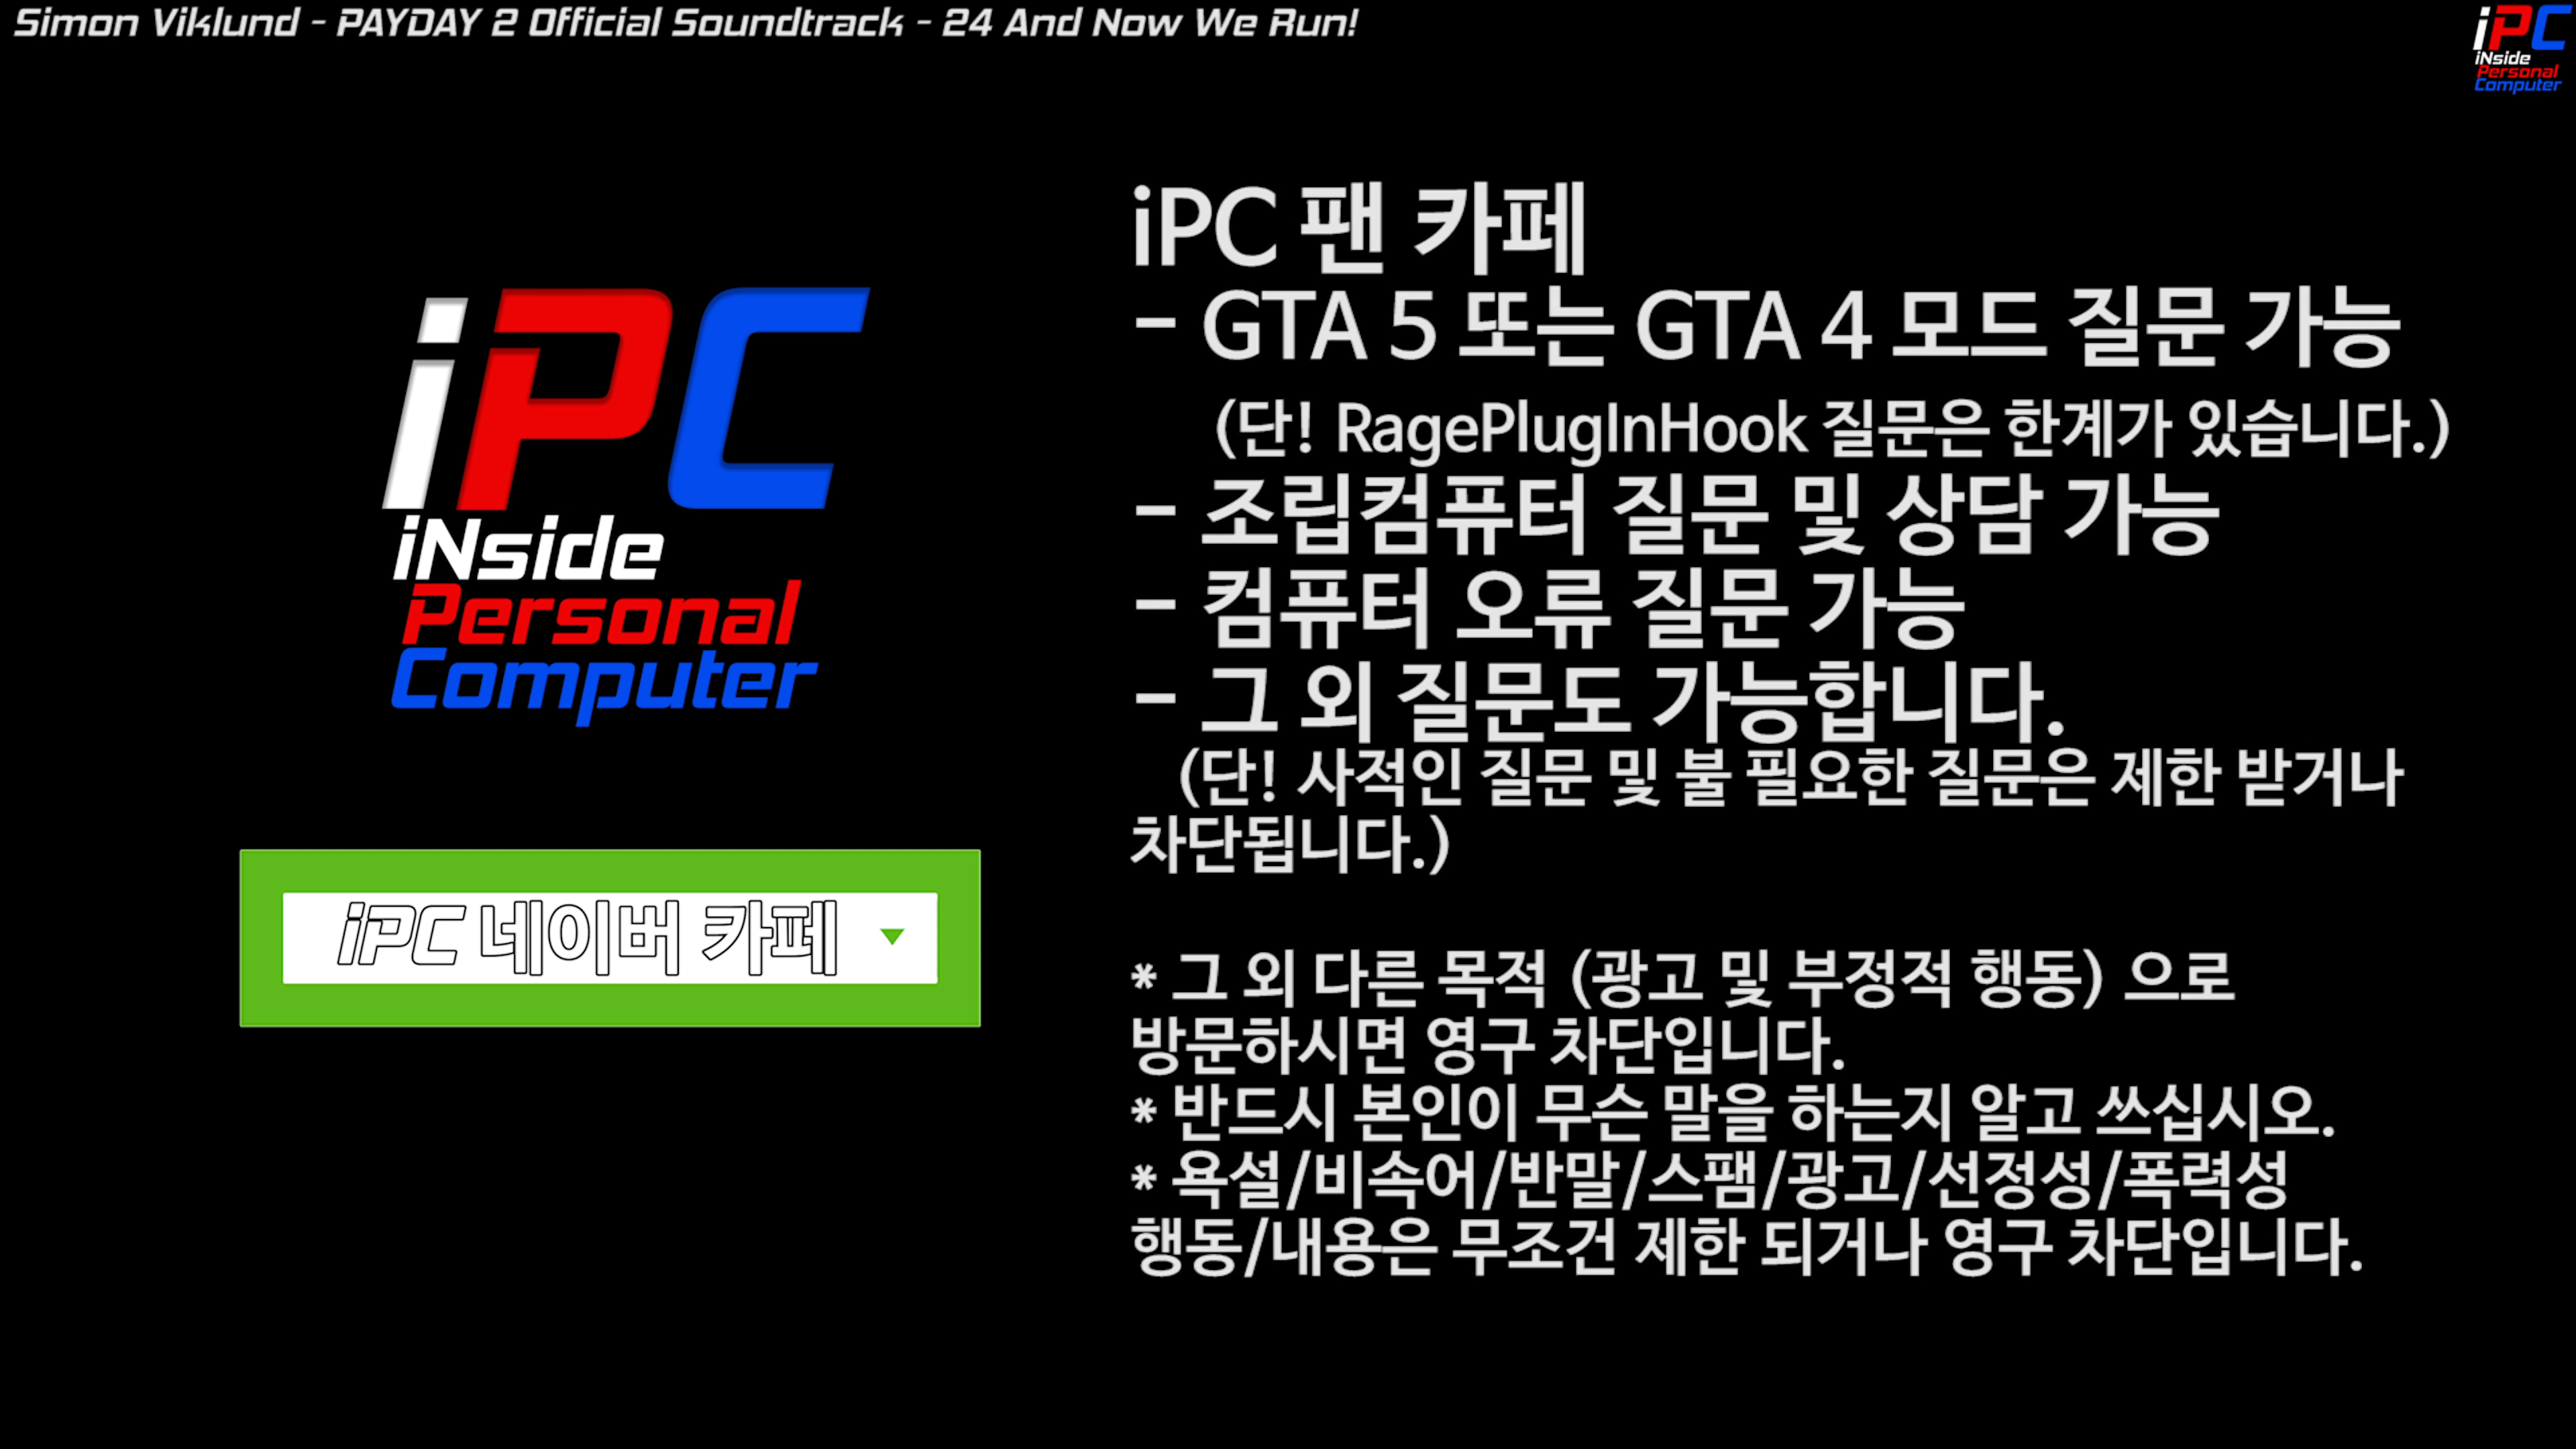 Simon Viklund - PAYDAY 2 Official Soundtrack - 24 And Now We Run!
iPC
iNside
Personal
Computer
iPC
iNside
Personal
Computer
iPC 네이버 카페
iPC 팬 카페
- GTA 5 또는 GTA 4 모드 질문 가능
(단! RagePlugInHook 질문은 한계가 있습니다.)
- 조립컴퓨터 질문 및 상담 가능
- 컴퓨터 오류 질문 가능
- 그 외 질문도 가능합니다.
(단! 사적인 질문 및 불 필요한 질문은 제한 받거나
차단됩니다.)
* 그 외 다른 목적 (광고 및 부정적 행동) 으로
방문하시면 영구 차단입니다.
* 반드시 본인이 무슨 말을 하는지 알고 쓰십시오.
* 욕설/비속어/반말/스팸/광고/선정성/폭력성
행동/내용은 무조건 제한 되거나 영구 차단입니다.